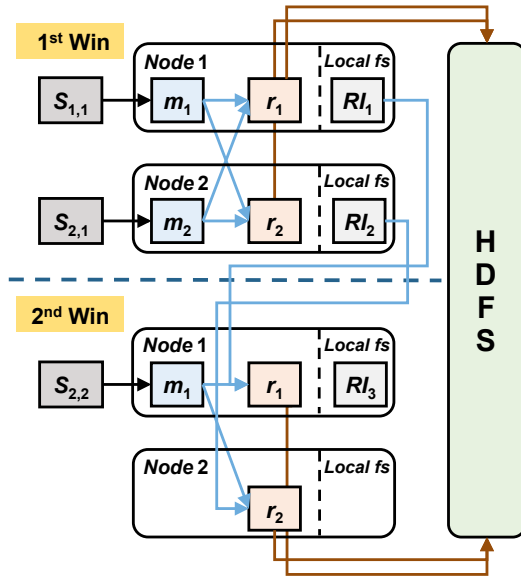 1st Win
Node 1
Local fs
S1,1
m1
r1
RI1
Node 2
Local fs
S2,1
m2
r2
RI2
HDFS
2nd Win
Node 1
Local fs
S2,2
m1
r1
RI3
Node 2
Local fs
r2